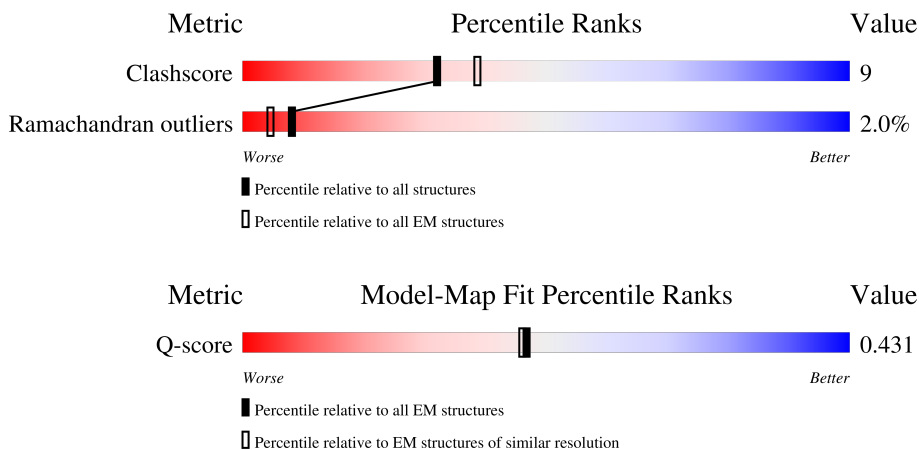 Metric Percentile Ranks Value
Clashscore 9
Ramachandran outliers 2.0%
Worse Better
Percentile relative to all structures
Percentile relative to all EM structures
Metric Model-Map Fit Percentile Ranks Value
Q-score 0.431
Worse Better
Percentile relative to all EM structures
Percentile relative to EM structures of similar resolution